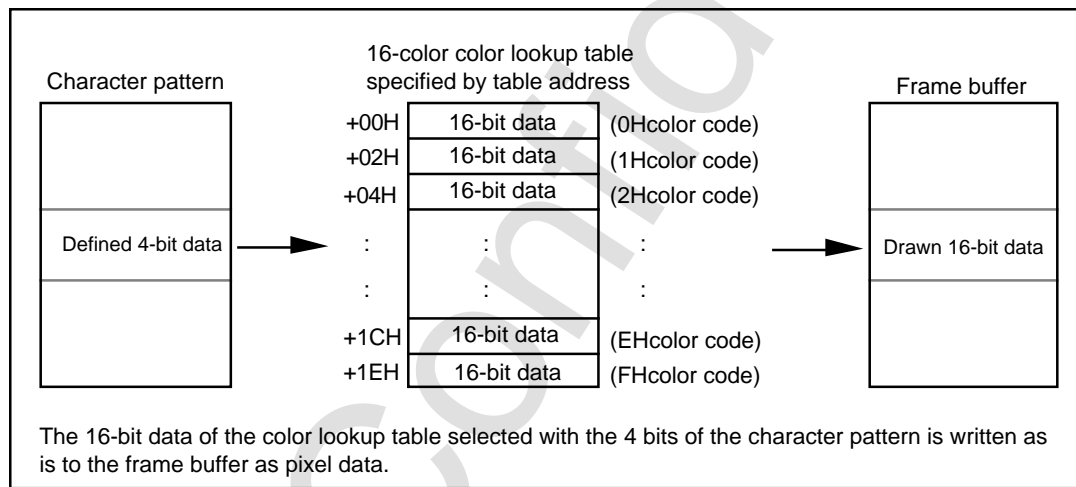 16-color color lookup table
specified by table address
Character pattern
Frame buffer
+00H 16-bit data (0Hcolor code)
+02H 16-bit data (1Hcolor code)
+04H 16-bit data (2Hcolor code)
Defined 4-bit data : : : Drawn 16-bit data
: : :
+1CH 16-bit data (EHcolor code)
+1EH 16-bit data (FHcolor code)
The 16-bit data of the color lookup table selected with the 4 bits of the character pattern is written as
is to the frame buffer as pixel data.
Confid